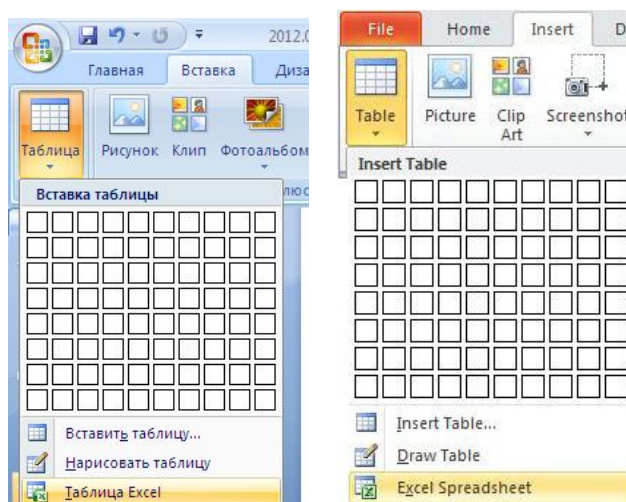 2012.0
Главная Вставка Диза
Таблица Рисунок Клип Фотоальбом
Вставка таблицы
Вставить таблицу...
Нарисовать таблицу
Таблица Excel
File Home Insert D
Table Picture Clip Art Screenshot
Insert Table
Insert Table...
Draw Table
Excel Spreadsheet